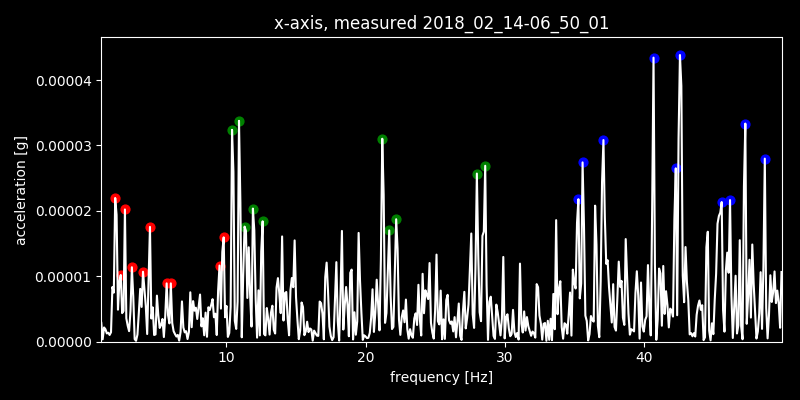 x-axis, measured 2018_02_14-06_50_01
acceleration [g]
0.00004
0.00003
0.00002
0.00001
0.00000
10 20 30 40
frequency [Hz]